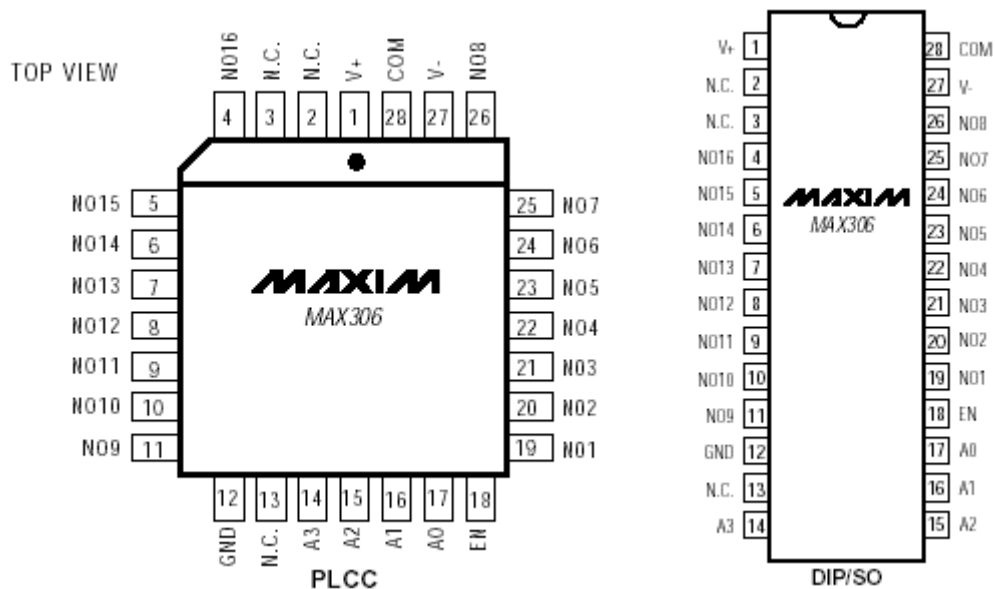 TOP VIEW
NO16 N.C. N.C. V+ COM V- NO8
4 3 2 1 28 27 26
NO15 5
NO14 6
NO13 7
NO12 8
NO11 9
NO10 10
NO9 11
MAXIM
MAX306
25 NO7
24 NO6
23 NO5
22 NO4
21 NO3
20 NO2
19 NO1
12 13 14 15 16 17 18
GND N.C. A3 A2 A1 A0 EN
PLCC
V+ 1
N.C. 2
N.C. 3
NO16 4
NO15 5
NO14 6
NO13 7
NO12 8
NO11 9
NO10 10
NO9 11
GND 12
N.C. 13
A3 14
MAXIM
MAX306
28 COM
27 V-
26 NO8
25 NO7
24 NO6
23 NO5
22 NO4
21 NO3
20 NO2
19 NO1
18 EN
17 A0
16 A1
15 A2
DIP/SO